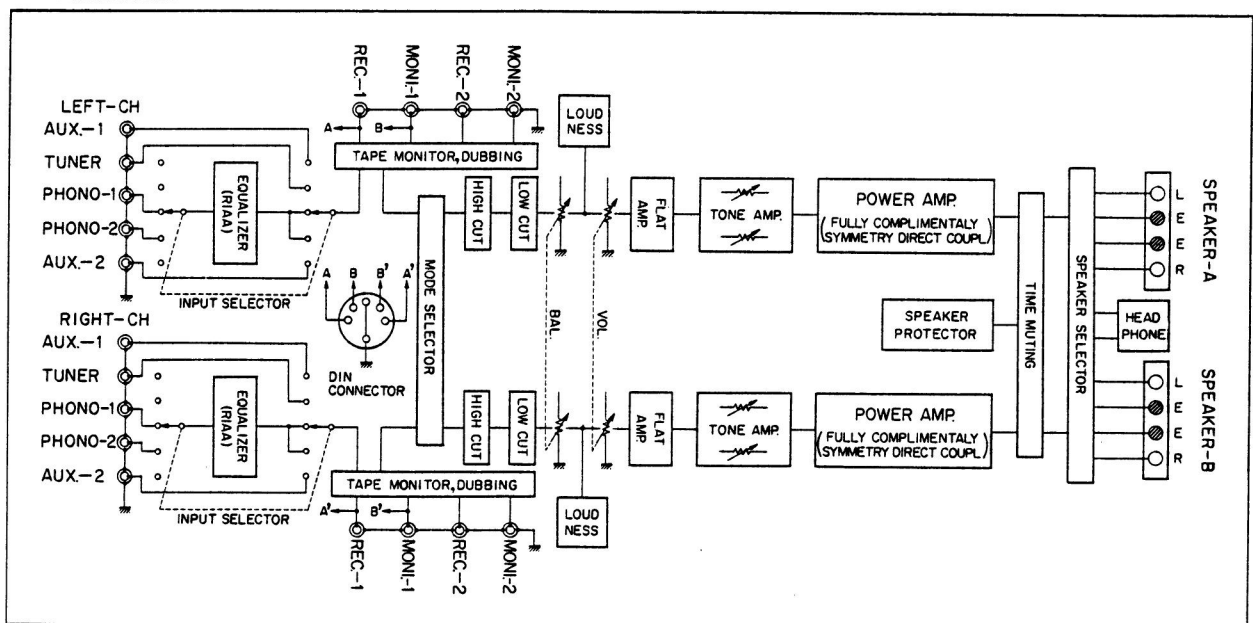 LEFT-CH
AUX.-1
TUNER
PHONO-1
PHONO-2
AUX.-2
EQUALIZER
(RIAA)
INPUT SELECTOR
REC.-1
MONI.-1
REC.-2
MONI.-2
A
B
TAPE MONITOR, DUBBING
MODE SELECTOR
HIGH CUT
LOW CUT
LOUD
NESS
FLAT
AMP.
TONE AMP.
POWER AMP.
(FULLY COMPLIMENTALY
SYMMETRY DIRECT COUPL)
TIME MUTING
SPEAKER SELECTOR
L
E
E
R
SPEAKER-A
A
B
B'
A'
DIN
CONNECTOR
BAL.
VOL.
SPEAKER
PROTECTOR
HEAD
PHONE
RIGHT-CH
AUX.-1
TUNER
PHONO-1
PHONO-2
AUX.-2
EQUALIZER
(RIAA)
INPUT SELECTOR
HIGH CUT
LOW CUT
FLAT
AMP.
TONE AMP.
POWER AMP.
(FULLY COMPLIMENTALY
SYMMETRY DIRECT COUPL)
L
E
E
R
SPEAKER-B
TAPE MONITOR, DUBBING
A'
B'
LOUD
NESS
REC.-1
MONI.-1
REC.-2
MONI.-2